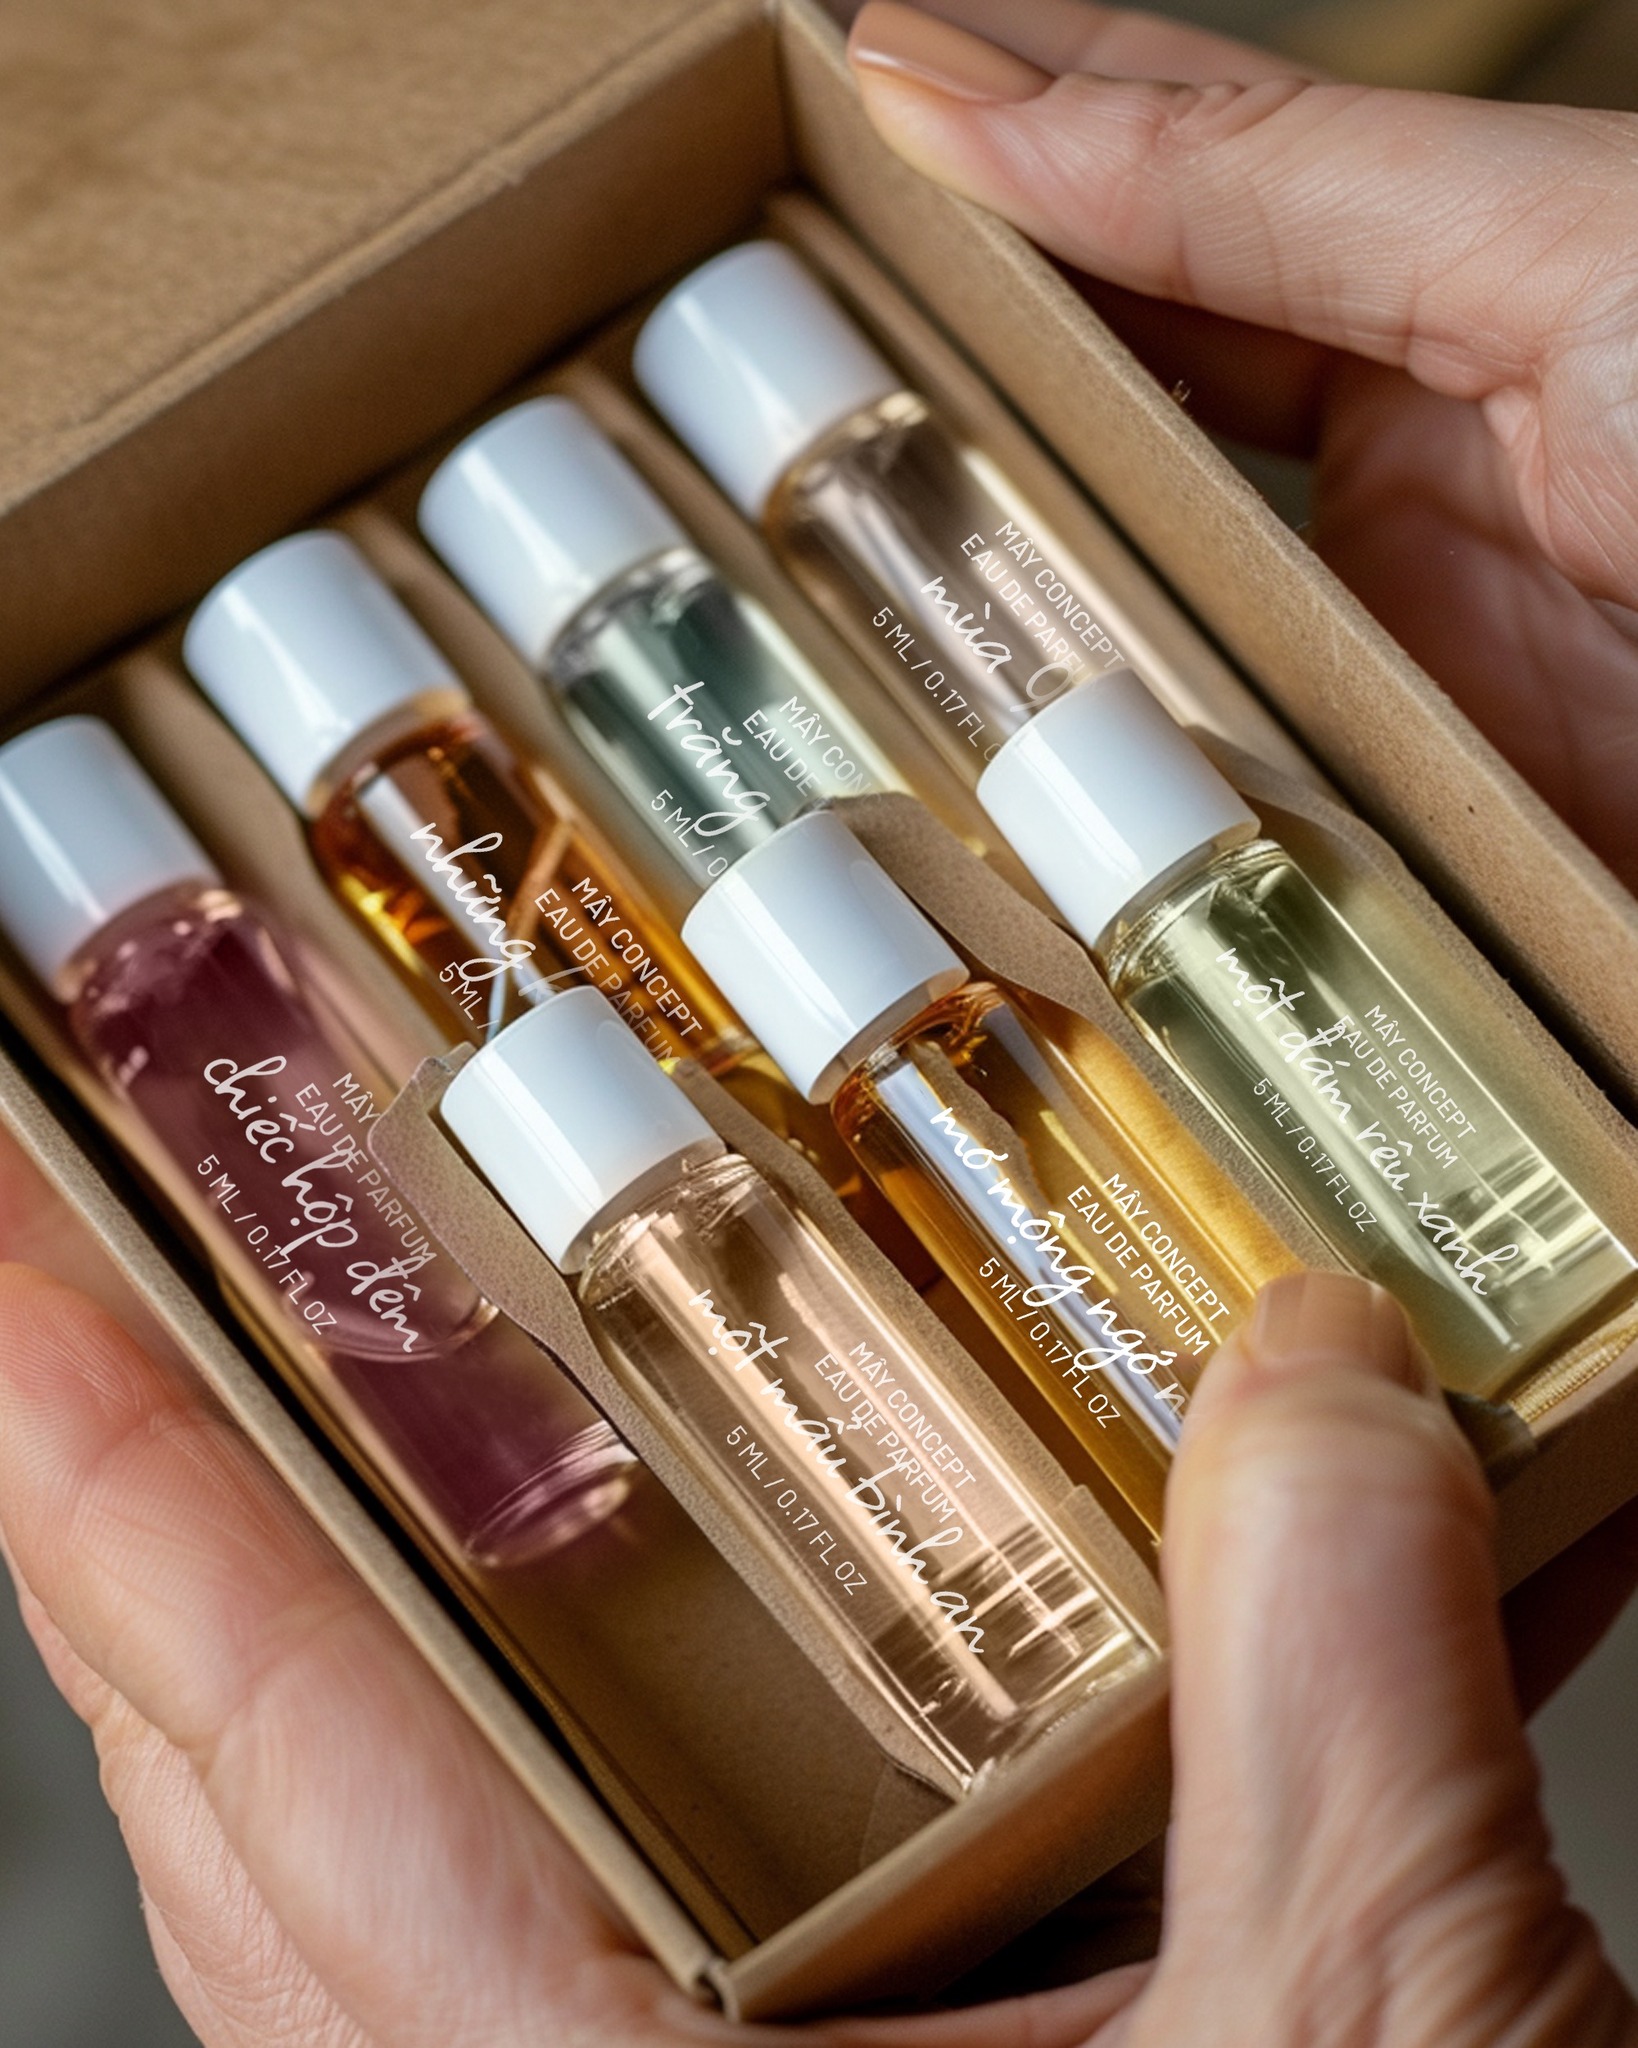 MÂY CONCEPT
EAU DE
mùa
5 ML / 0.17 FL
MÂY
EAU DE
trăng
5 ML /
MÂY CONCEPT
EAU DE PARFUM
những
5 ML /
MÂY
EAU DE PARFUM
chiếc hộp đêm
5 ML / 0.17 FL OZ
MÂY CONCEPT
EAU DE PARFUM
một đám rêu xanh
5 ML / 0.17 FL OZ
MÂY CONCEPT
EAU DE PARFUM
mơ mộng ngó
5 ML / 0.17 FL OZ
MÂY CONCEPT
EAU DE PARFUM
một mẩu bình an
5 ML / 0.17 FL OZ